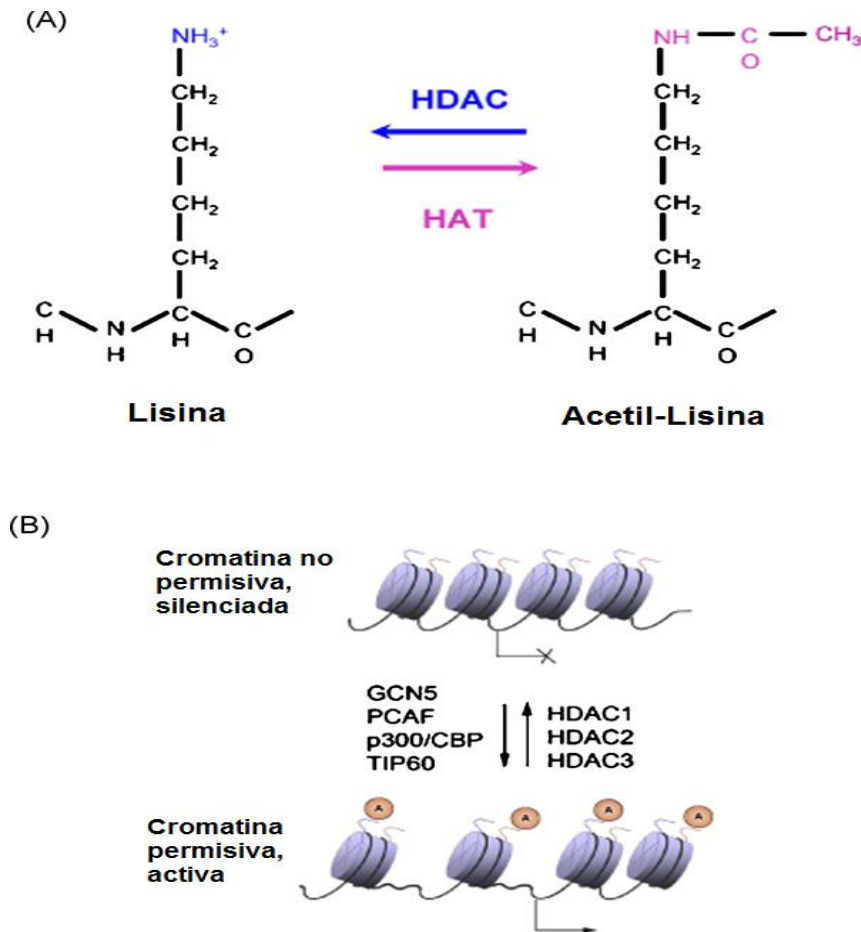 (A)
NH₃⁺
CH₂
CH₂
CH₂
CH₂
C
H
N
H
C
H
C
O
Lisina
HDAC
HAT
NH
C
O
CH₃
CH₂
CH₂
CH₂
CH₂
C
H
N
H
C
H
C
O
Acetil-Lisina
(B)
Cromatina no
permisiva,
silenciada
GCN5
PCAF
p300/CBP
TIP60
HDAC1
HDAC2
HDAC3
Cromatina
permisiva,
activa
A
A
A
A